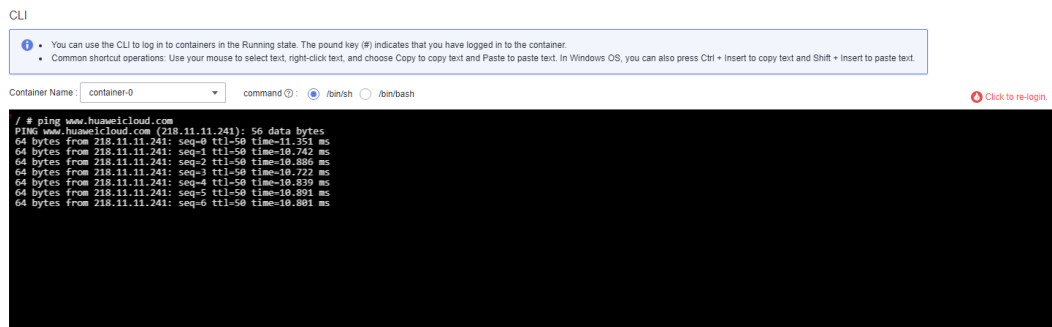 CLI
You can use the CLI to log in to containers in the Running state. The pound key (#) indicates that you have logged in to the container.
Common shortcut operations: Use your mouse to select text, right-click text, and choose Copy to copy text and Paste to paste text. In Windows OS, you can also press Ctrl + Insert to copy text and Shift + Insert to paste text.
Container Name : container-0 command : /bin/sh /bin/bash Click to re-login.
/ # ping www.huaweicloud.com
PING www.huaweicloud.com (218.11.11.241): 56 data bytes
64 bytes from 218.11.11.241: seq=0 ttl=50 time=11.351 ms
64 bytes from 218.11.11.241: seq=1 ttl=50 time=10.742 ms
64 bytes from 218.11.11.241: seq=2 ttl=50 time=10.886 ms
64 bytes from 218.11.11.241: seq=3 ttl=50 time=10.722 ms
64 bytes from 218.11.11.241: seq=4 ttl=50 time=10.839 ms
64 bytes from 218.11.11.241: seq=5 ttl=50 time=10.891 ms
64 bytes from 218.11.11.241: seq=6 ttl=50 time=10.801 ms